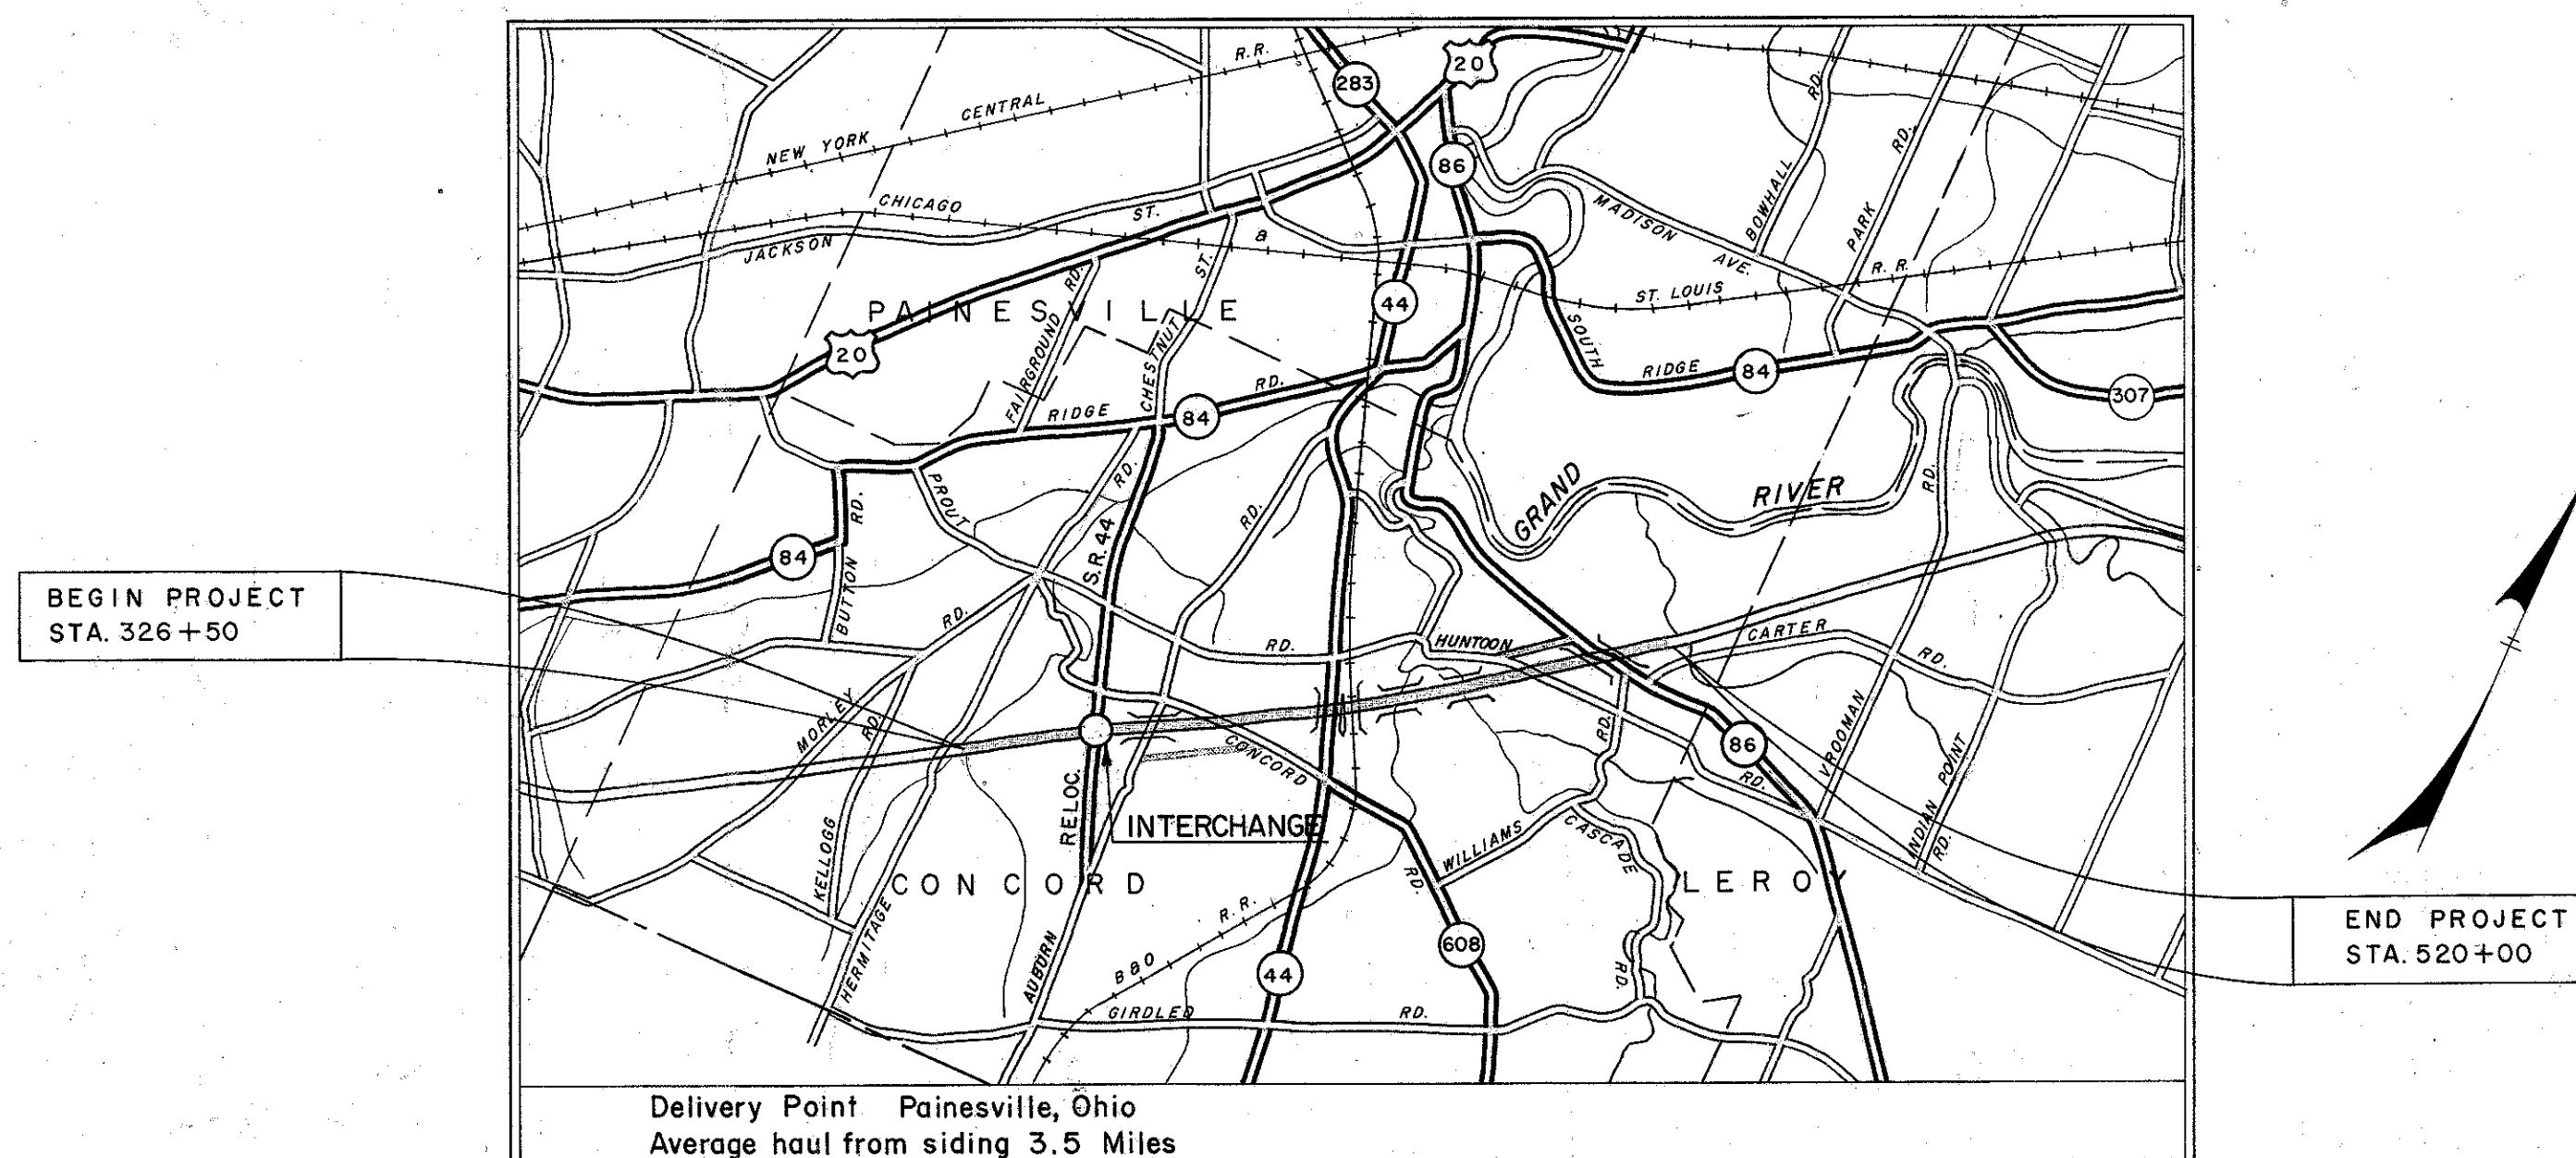 R.R.
283
20
NEW YORK
CENTRAL
86
CHICAGO
ST.
JACKSON
a
ST. LOUIS
R. R.
MADISON
AVE.
BOWHALL
RD.
PARK
RD.
PAINESVILLE
20
FAIRGROUND
RD.
CHESTNUT
ST.
44
SOUTH
RIDGE
84
307
RIDGE
84
RD.
GRAND
RIVER
RD.
PROUT
RD.
S.R. 44
RD.
84
BUTTON
RD.
BEGIN PROJECT
STA. 326+50
RD.
RD.
HUNTOON
CARTER
RD.
MORLEY
RD.
KELLOGG
HERMITAGE
CONCORD
RD.
RELOC.
INTERCHANGE
86
RD.
VROOMAN
INDIAN POINT
RD.
WILLIAMS
RD.
CASCADE
RD.
CONCORD
LEROY
AUBURN
B&O
R.R.
44
608
GIRDLED
RD.
END PROJECT
STA. 520+00
Delivery Point Painesville, Ohio
Average haul from siding 3.5 Miles